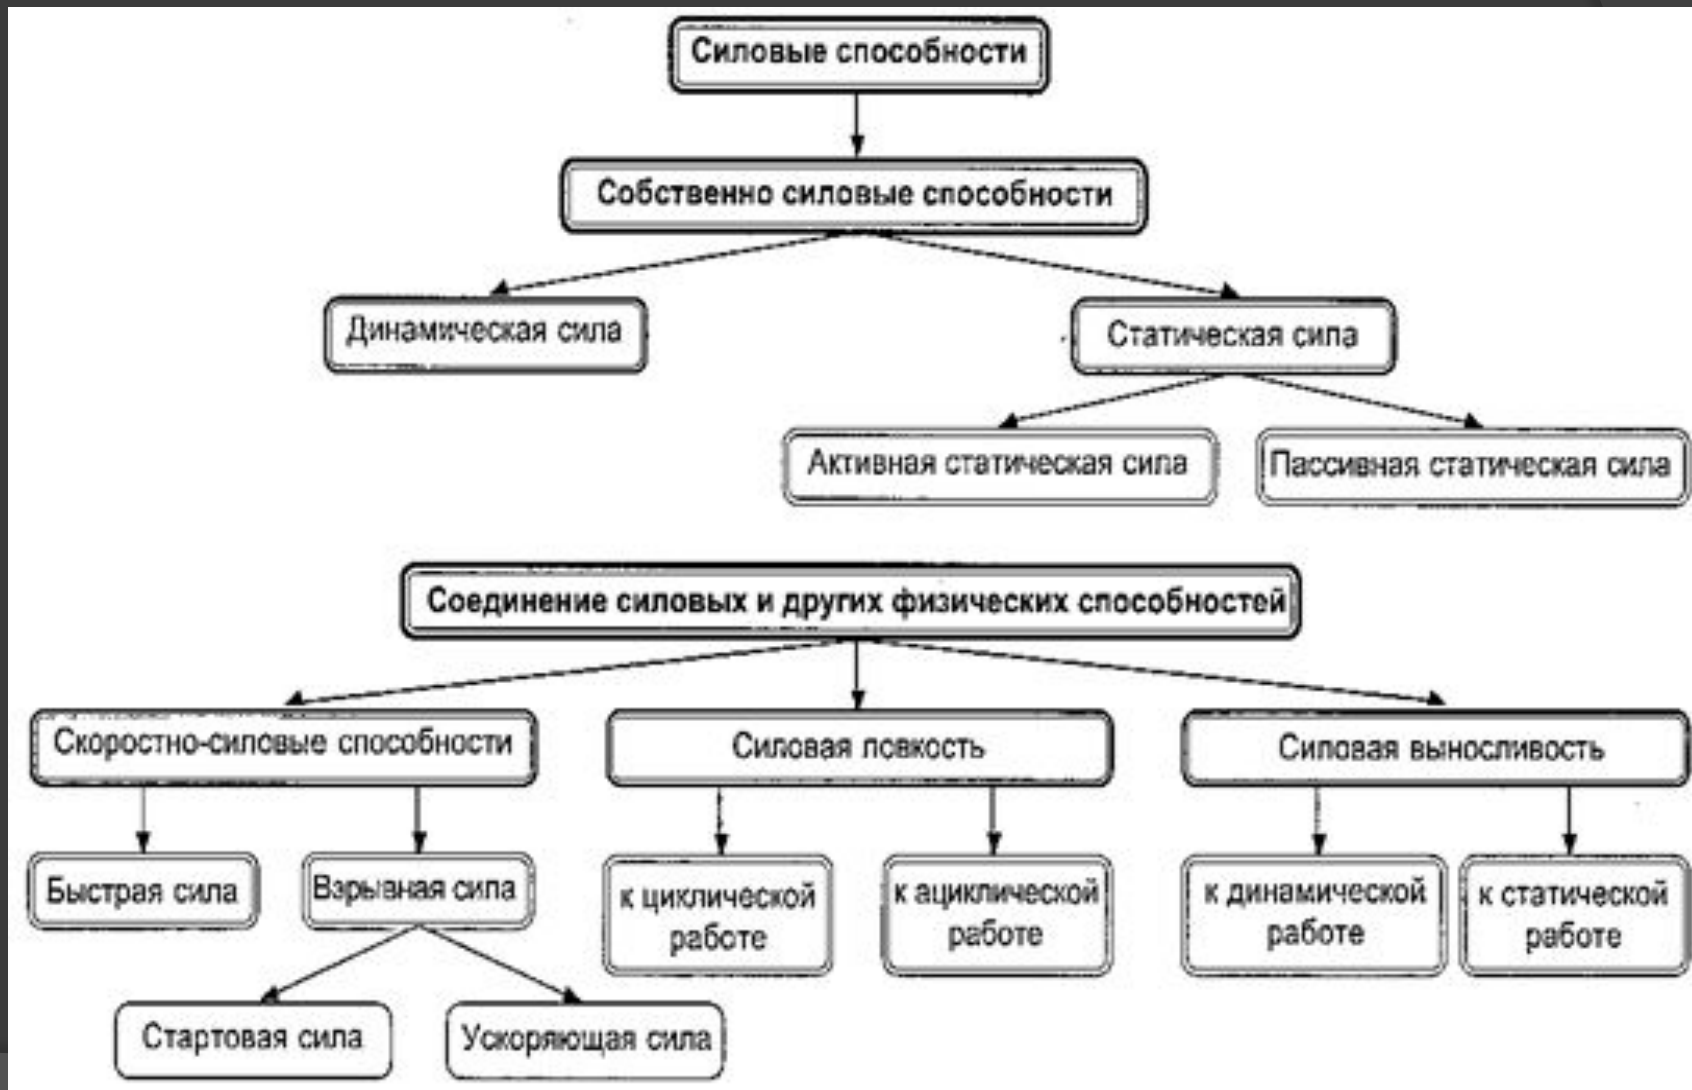 Силовые способности
Собственно силовые способности
Динамическая сила
Статическая сила
Активная статическая сила
Пассивная статическая сила
Соединение силовых и других физических способностей
Скоростно-силовые способности
Силовая ловкость
Силовая выносливость
Быстрая сила
Взрывная сила
к циклической
работе
к ациклической
работе
к динамической
работе
к статической
работе
Стартовая сила
Ускоряющая сила